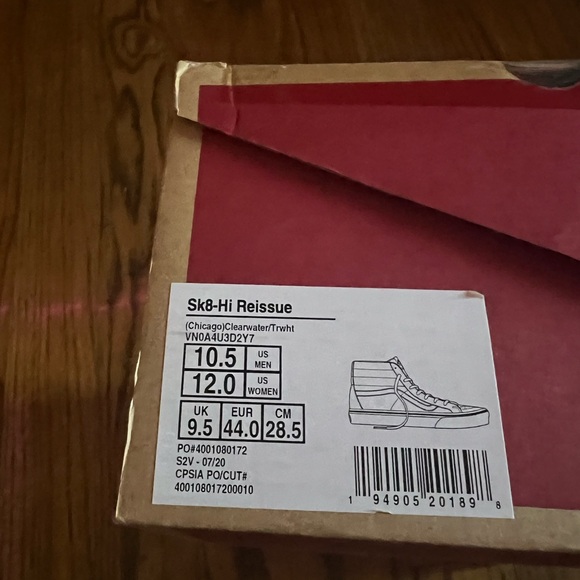 Sk8-Hi Reissue
(Chicago)Clearwater/Trwht
VN0A4U3D2Y7
10.5 US MEN
12.0 US WOMEN
UK EUR CM
9.5 44.0 28.5
PO#4001080172
S2V - 07/20
CPSIA PO/CUT#
400108017200010
1 94905 20189 8